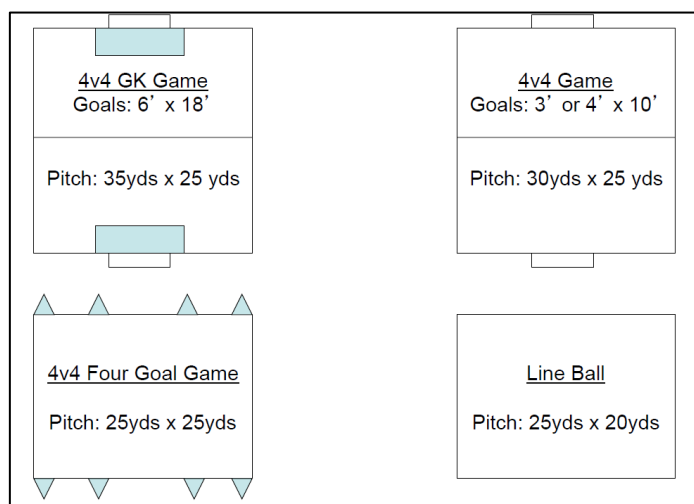 4v4 GK Game
Goals: 6’ x 18’
Pitch: 35yds x 25 yds
4v4 Game
Goals: 3’ or 4’ x 10’
Pitch: 30yds x 25 yds
4v4 Four Goal Game
Pitch: 25yds x 25yds
Line Ball
Pitch: 25yds x 20yds